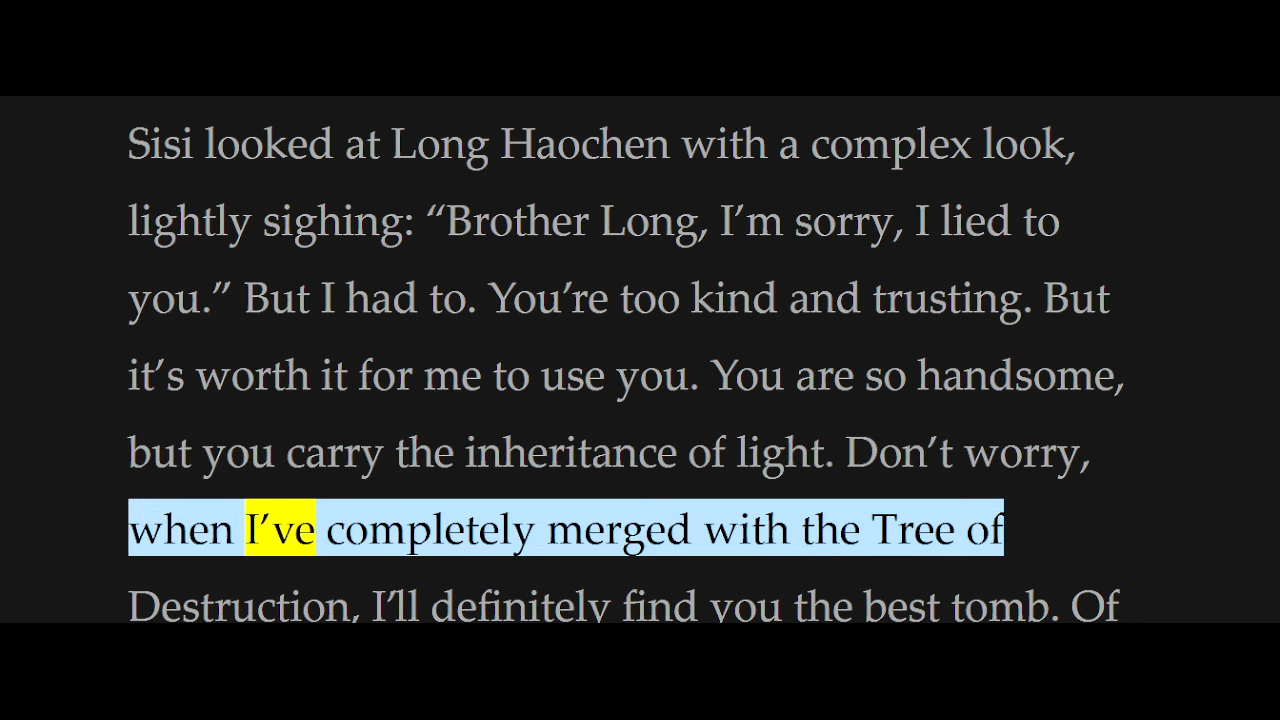 Sisi looked at Long Haochen with a complex look,
lightly sighing: “Brother Long, I’m sorry, I lied to
you.” But I had to. You’re too kind and trusting. But
it’s worth it for me to use you. You are so handsome,
but you carry the inheritance of light. Don’t worry,
when I’ve completely merged with the Tree of
Destruction, I’ll definitely find you the best tomb. Of